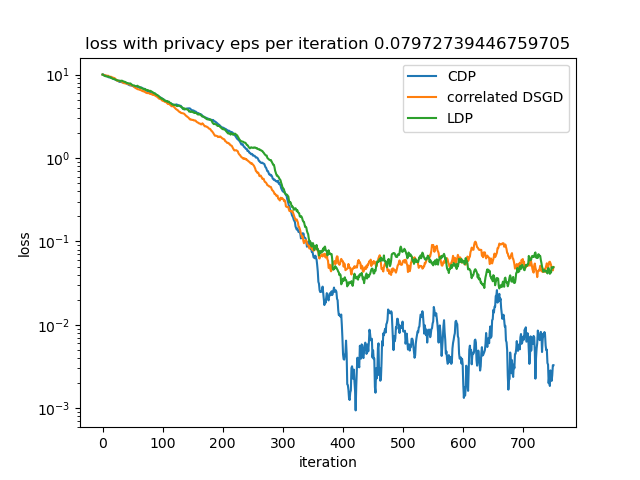 loss with privacy eps per iteration 0.07972739446759705
CDP
correlated DSGD
LDP
10¹
10⁰
10⁻¹
10⁻²
10⁻³
loss
0 100 200 300 400 500 600 700
iteration